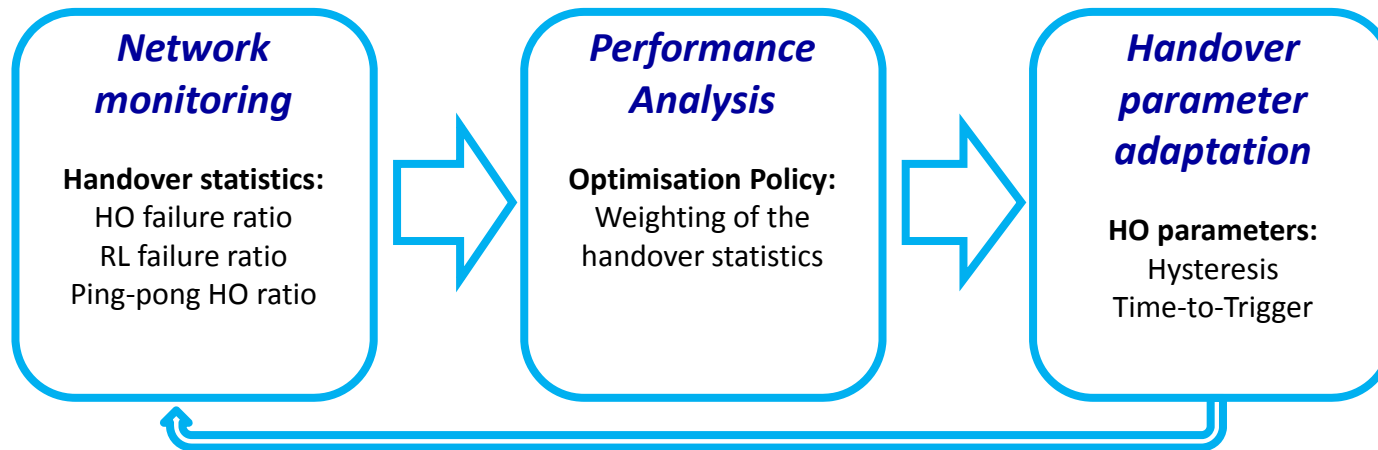 Network
monitoring
Handover statistics:
HO failure ratio
RL failure ratio
Ping-pong HO ratio
Performance
Analysis
Optimisation Policy:
Weighting of the
handover statistics
Handover
parameter
adaptation
HO parameters:
Hysteresis
Time-to-Trigger